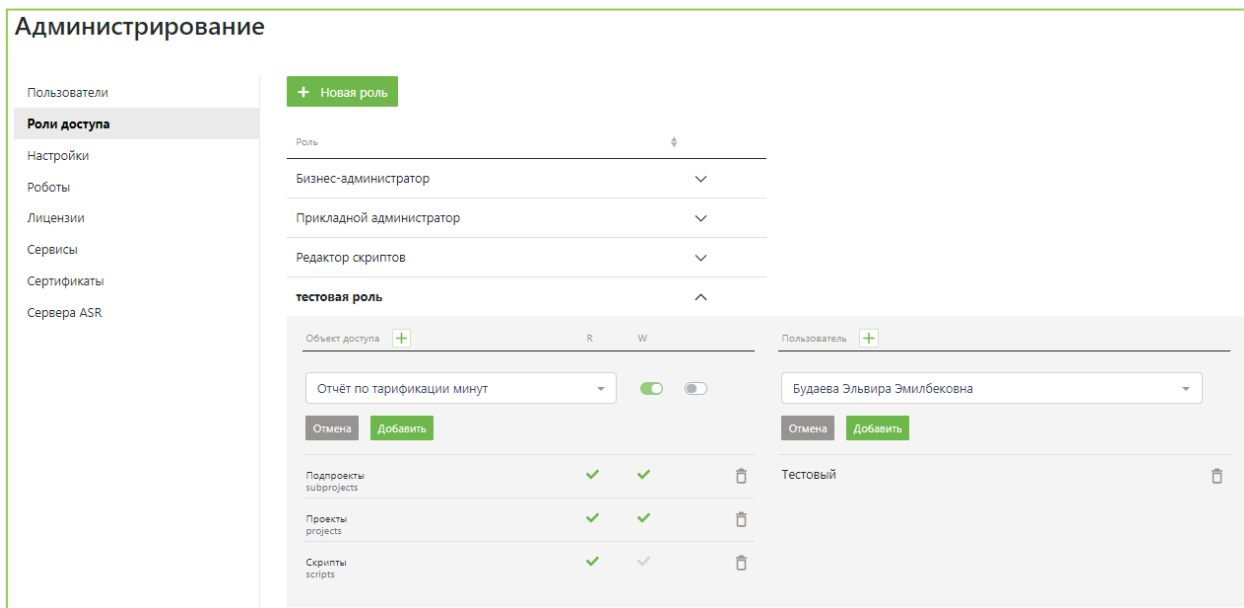 Администрирование
Пользователи
Роли доступа
Настройки
Роботы
Лицензии
Сервисы
Сертификаты
Сервера ASR
+ Новая роль
Роль
Бизнес-администратор
Прикладной администратор
Редактор скриптов
тестовая роль
Объект доступа + R W
Отчёт по тарификации минут
Отмена Добавить
Подпроекты
subprojects
Проекты
projects
Скрипты
scripts
Пользователь +
Будаева Эльвира Эмилбековна
Отмена Добавить
Тестовый